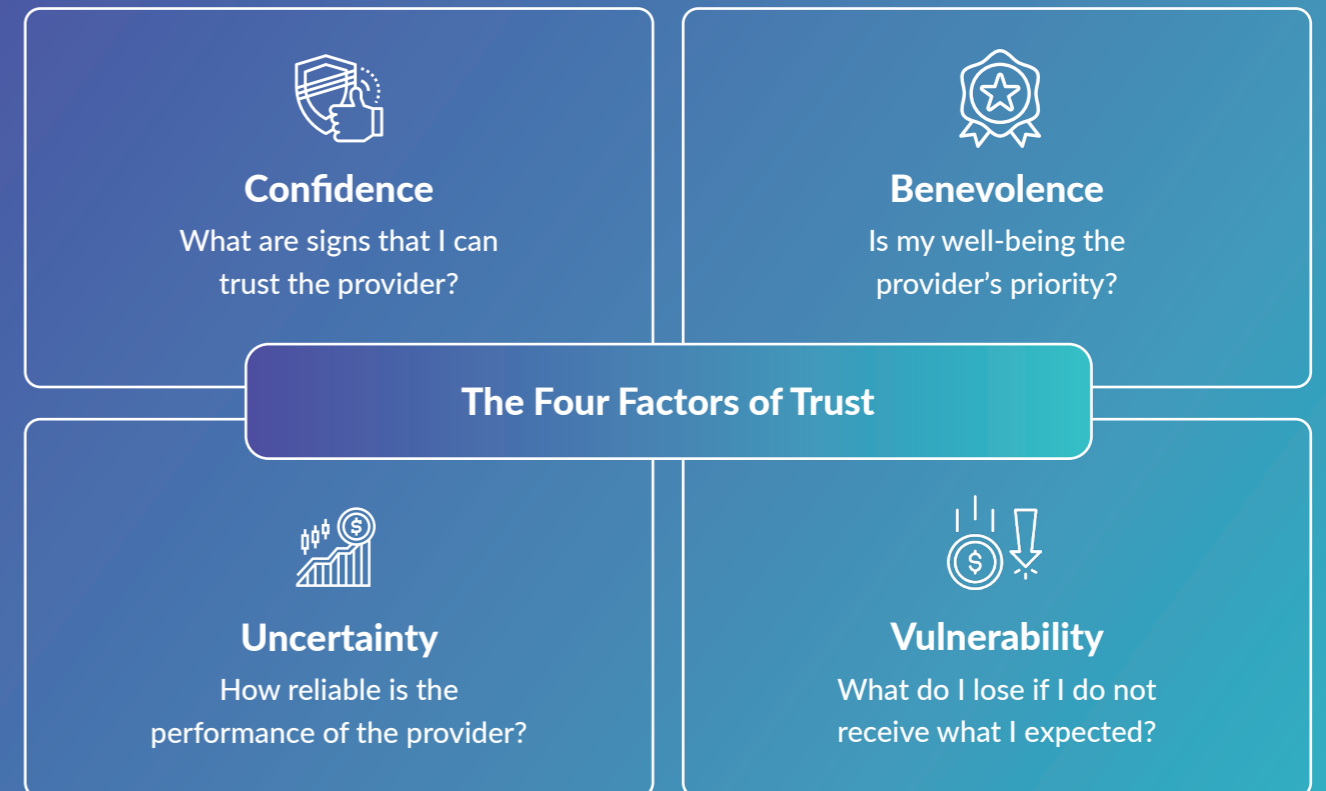 Confidence
What are signs that I can
trust the provider?
Benevolence
Is my well-being the
provider’s priority?
The Four Factors of Trust
$
Uncertainty
How reliable is the
performance of the provider?
$
Vulnerability
What do I lose if I do not
receive what I expected?